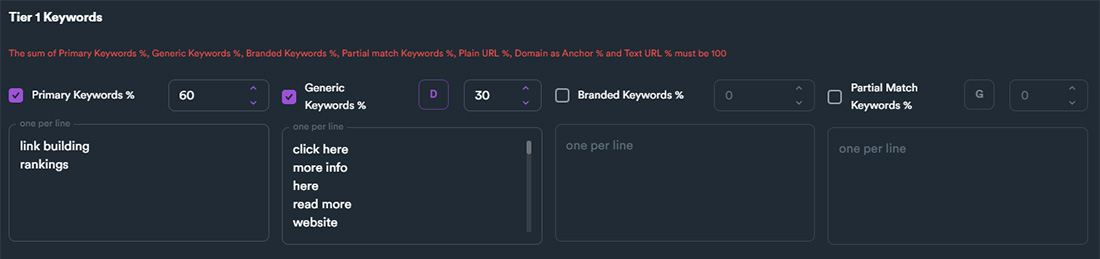 Tier 1 Keywords
The sum of Primary Keywords %, Generic Keywords %, Branded Keywords %, Partial match Keywords %, Plain URL %, Domain as Anchor % and Text URL % must be 100
Primary Keywords %
60
one per line
link building
rankings
Generic
Keywords %
D
30
one per line
click here
more info
here
read more
website
Branded Keywords %
0
one per line
Partial Match
Keywords %
G
0
one per line